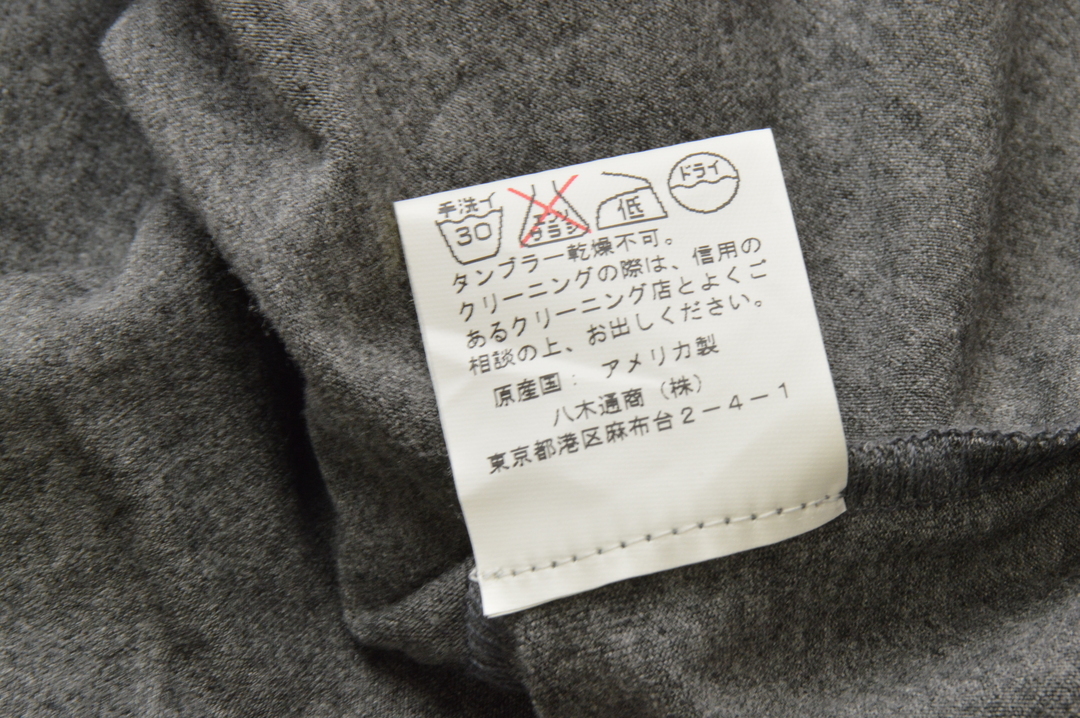 手洗イ 30 エンソ サラシ 低 ドライ
タンブラー乾燥不可。
クリーニングの際は、信用の
あるクリーニング店とよくご
相談の上、お出しください。
原産国： アメリカ製
八木通商（株）
東京都港区麻布台2－4－1